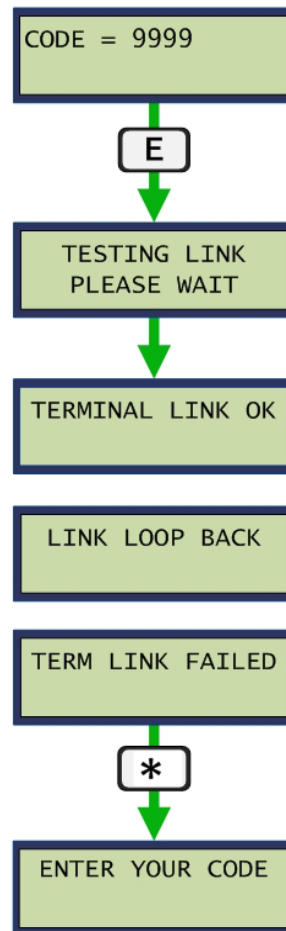 CODE = 9999
E
TESTING LINK
PLEASE WAIT
TERMINAL LINK OK
LINK LOOP BACK
TERM LINK FAILED
*
ENTER YOUR CODE